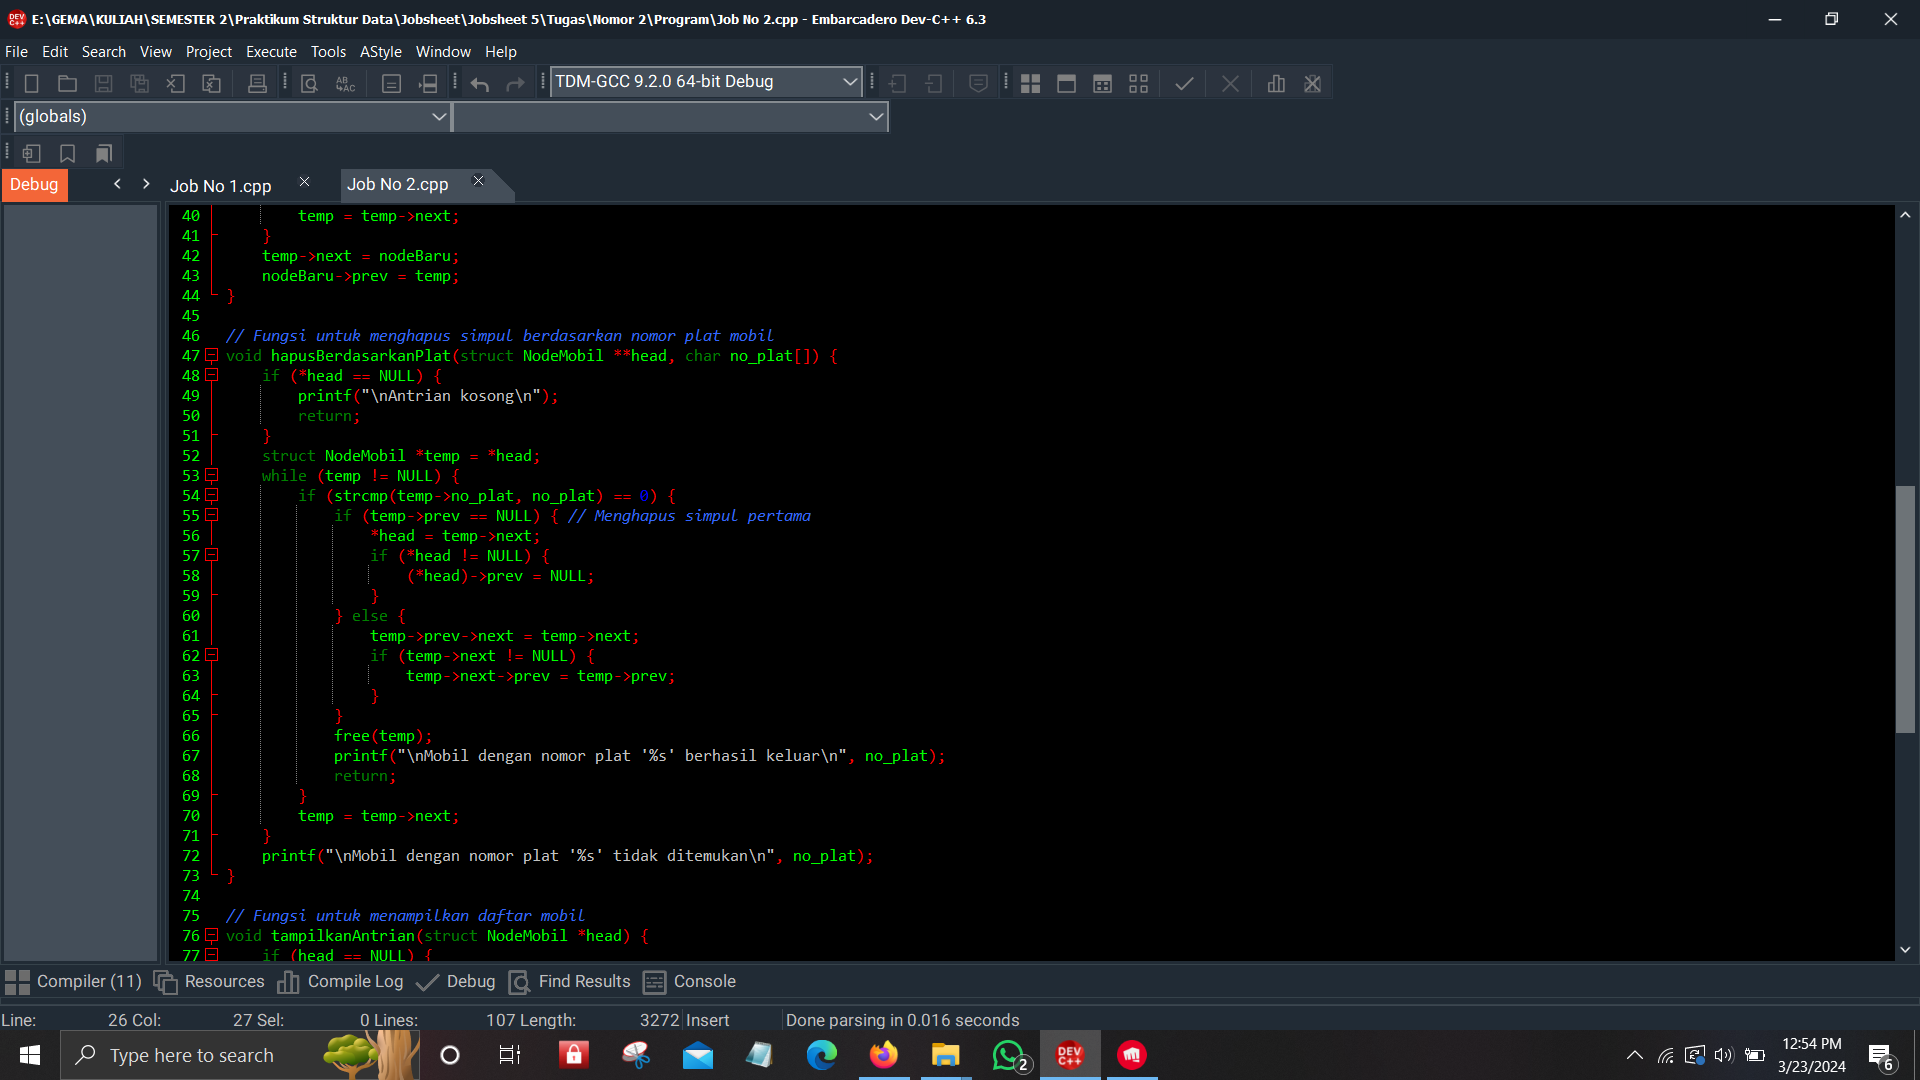 E:\GEMA\KULIAH\SEMESTER 2\Praktikum Struktur Data\Jobsheet\Jobsheet 5\Tugas\Nomor 2\Program\Job No 2.cpp - Embarcadero Dev-C++ 6.3
File Edit Search View Project Execute Tools AStyle Window Help
TDM-GCC 9.2.0 64-bit Debug
(globals)
Debug Job No 1.cpp Job No 2.cpp
40 temp = temp->next;
41 }
42 temp->next = nodeBaru;
43 nodeBaru->prev = temp;
44 }
45
46 // Fungsi untuk menghapus simpul berdasarkan nomor plat mobil
47 void hapusBerdasarkanPlat(struct NodeMobil **head, char no_plat[]) {
48 if (*head == NULL) {
49 printf("\nAntrian kosong\n");
50 return;
51 }
52 struct NodeMobil *temp = *head;
53 while (temp != NULL) {
54 if (strcmp(temp->no_plat, no_plat) == 0) {
55 if (temp->prev == NULL) { // Menghapus simpul pertama
56 *head = temp->next;
57 if (*head != NULL) {
58 (*head)->prev = NULL;
59 }
60 } else {
61 temp->prev->next = temp->next;
62 if (temp->next != NULL) {
63 temp->next->prev = temp->prev;
64 }
65 }
66 free(temp);
67 printf("\nMobil dengan nomor plat '%s' berhasil keluar\n", no_plat);
68 return;
69 }
70 temp = temp->next;
71 }
72 printf("\nMobil dengan nomor plat '%s' tidak ditemukan\n", no_plat);
73 }
74
75 // Fungsi untuk menampilkan daftar mobil
76 void tampilkanAntrian(struct NodeMobil *head) {
77 if (head == NULL) {
Compiler (11) Resources Compile Log Debug Find Results Console
Line: 26 Col: 27 Sel: 0 Lines: 107 Length: 3272 Insert Done parsing in 0.016 seconds
Type here to search
2
DEV C++
12:54 PM
3/23/2024
6